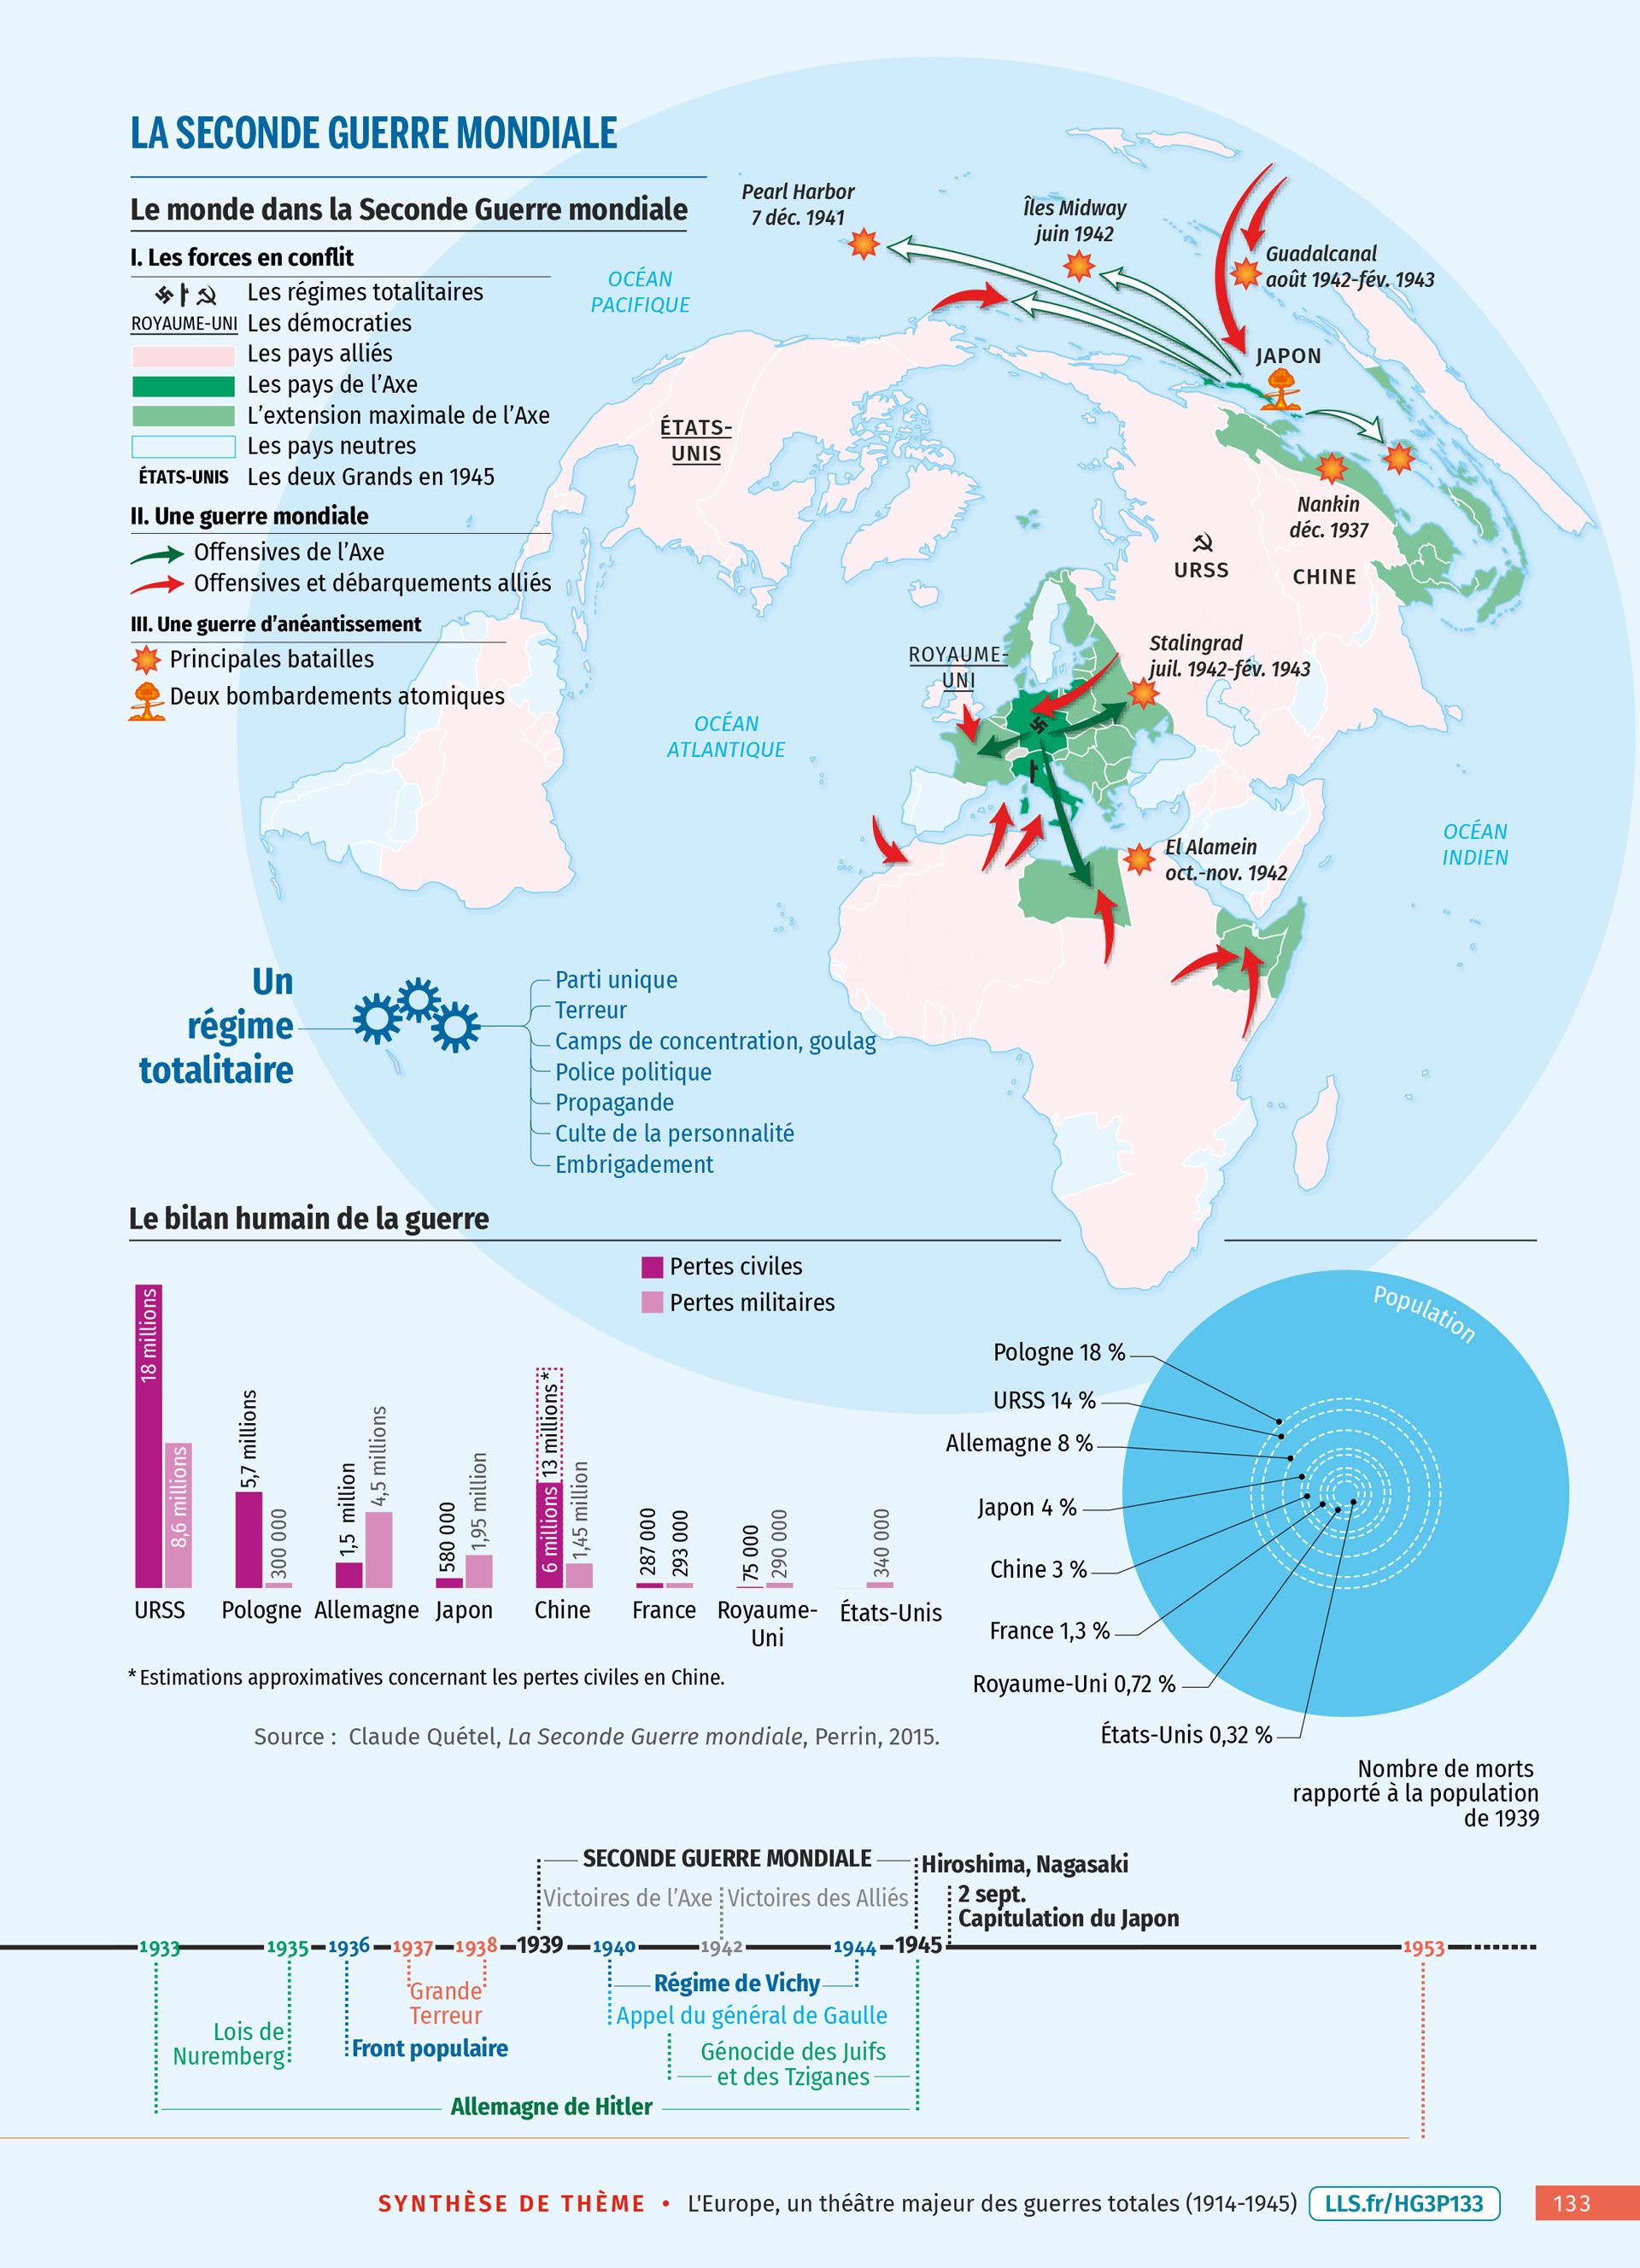 LA SECONDE GUERRE MONDIALE
Le monde dans la Seconde Guerre mondiale
I. Les forces en conflit
Les régimes totalitaires
ROYAUME-UNI Les démocraties
Les pays alliés
Les pays de l'Axe
L'extension maximale de l'Axe
Les pays neutres
ÉTATS-UNIS Les deux Grands en 1945
II. Une guerre mondiale
Offensives de l'Axe
Offensives et débarquements alliés
III. Une guerre d'anéantissement
Principales batailles
Deux bombardements atomiques
Pearl Harbor
7 déc. 1941
Îles Midway
juin 1942
Guadalcanal
août 1942-fév. 1943
OCÉAN
PACIFIQUE
JAPON
ÉTATS-
UNIS
Nankin
déc. 1937
URSS
CHINE
ROYAUME-
UNI
Stalingrad
juil. 1942-fév. 1943
OCÉAN
ATLANTIQUE
El Alamein
oct.-nov. 1942
OCÉAN
INDIEN
Un
régime
totalitaire
Parti unique
Terreur
Camps de concentration, goulag
Police politique
Propagande
Culte de la personnalité
Embrigadement
Le bilan humain de la guerre
Pertes civiles
Pertes militaires
18 millions
8,6 millions
5,7 millions
300 000
1,5 million
4,5 millions
580 000
1,95 million
6 millions
13 millions *
1,45 million
287 000
293 000
75 000
290 000
340 000
URSS
Pologne
Allemagne
Japon
Chine
France
Royaume-
Uni
États-Unis
* Estimations approximatives concernant les pertes civiles en Chine.
Source : Claude Quétel, La Seconde Guerre mondiale, Perrin, 2015.
Population
Pologne 18 %
URSS 14 %
Allemagne 8 %
Japon 4 %
Chine 3 %
France 1,3 %
Royaume-Uni 0,72 %
États-Unis 0,32 %
Nombre de morts
rapporté à la population
de 1939
SECONDE GUERRE MONDIALE
Hiroshima, Nagasaki
Victoires de l'Axe
Victoires des Alliés
2 sept.
Capitulation du Japon
1933 1935 1936 1937 1938 1939 1940 1942 1944 1945 1953
Grande
Terreur
Régime de Vichy
Appel du général de Gaulle
Lois de
Nuremberg
Front populaire
Génocide des Juifs
et des Tziganes
Allemagne de Hitler
SYNTHÈSE DE THÈME • L'Europe, un théâtre majeur des guerres totales (1914-1945) LLS.fr/HG3P133 133